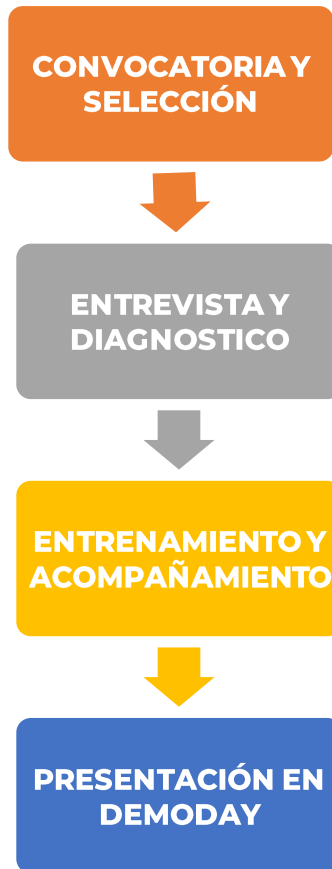 CONVOCATORIA Y
SELECCIÓN
ENTREVISTA Y
DIAGNOSTICO
ENTRENAMIENTO Y
ACOMPAÑAMIENTO
PRESENTACIÓN EN
DEMODAY